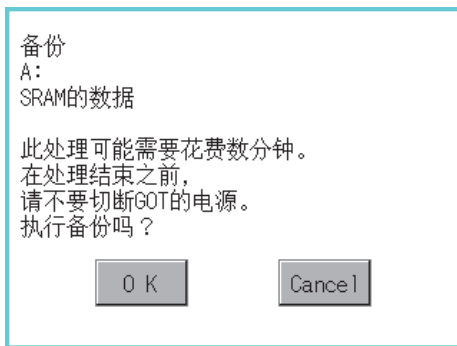 备份
A:
SRAM的数据
此处理可能需要花费数分钟。
在处理结束之前，
请不要切断GOT的电源。
执行备份吗？
OK
Cancel